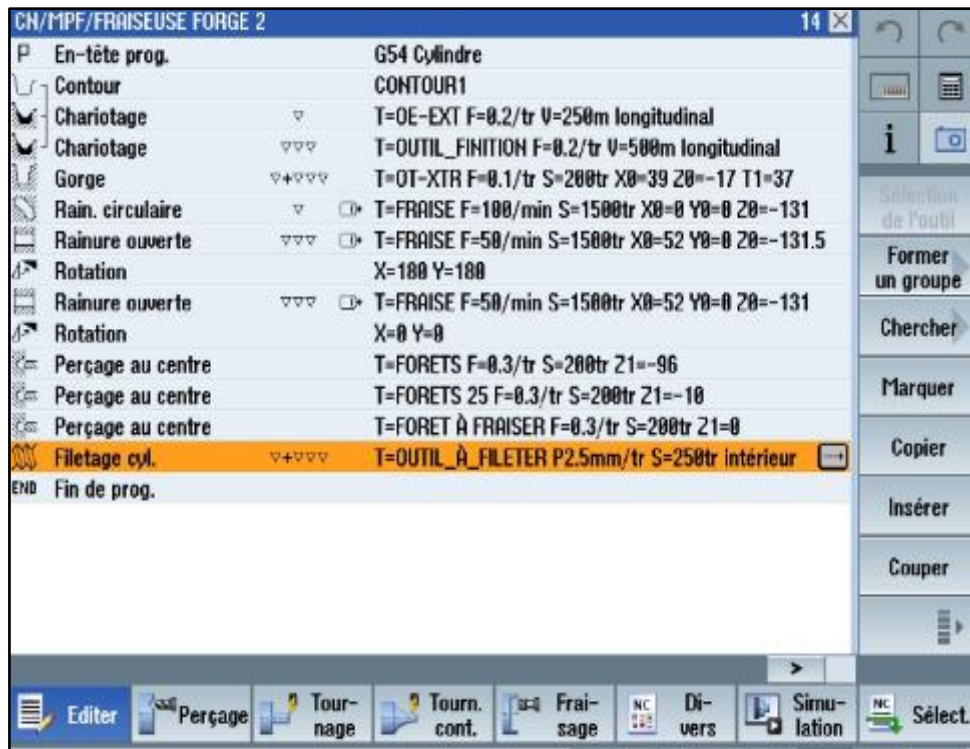 CN/MPF/FRAISEUSE FORGE 2 14
P En-tête prog. G54 Cylindre
Contour CONTOUR1
Chariotage ▽ T=OE-EXT F=0.2/tr V=250m longitudinal
Chariotage ▽▽▽ T=OUTIL_FINITION F=0.2/tr V=500m longitudinal
Gorge ▽+▽▽▽ T=OT-XTR F=0.1/tr S=200tr X0=39 Z0=-17 T1=37
Rain. circulaire ▽ T=FRAISE F=100/min S=1500tr X0=0 Y0=0 Z0=-131
Rainure ouverte ▽▽▽ T=FRAISE F=50/min S=1500tr X0=52 Y0=0 Z0=-131.5
Rotation X=180 Y=180
Rainure ouverte ▽▽▽ T=FRAISE F=50/min S=1500tr X0=52 Y0=0 Z0=-131
Rotation X=0 Y=0
Perçage au centre T=FORETS F=0.3/tr S=200tr Z1=-96
Perçage au centre T=FORETS 25 F=0.3/tr S=200tr Z1=-10
Perçage au centre T=FORET À FRAISER F=0.3/tr S=200tr Z1=0
Filetage cyl. ▽+▽▽▽ T=OUTIL_À_FILETER P2.5mm/tr S=250tr intérieur
END Fin de prog.
i
Sélection
de l'outil
Former
un groupe
Chercher
Marquer
Copier
Insérer
Couper
>
Editer
Perçage
Tour-
nage
Tourn.
cont.
Frai-
sage
NC
Di-
vers
Simu-
lation
NC
Sélect.